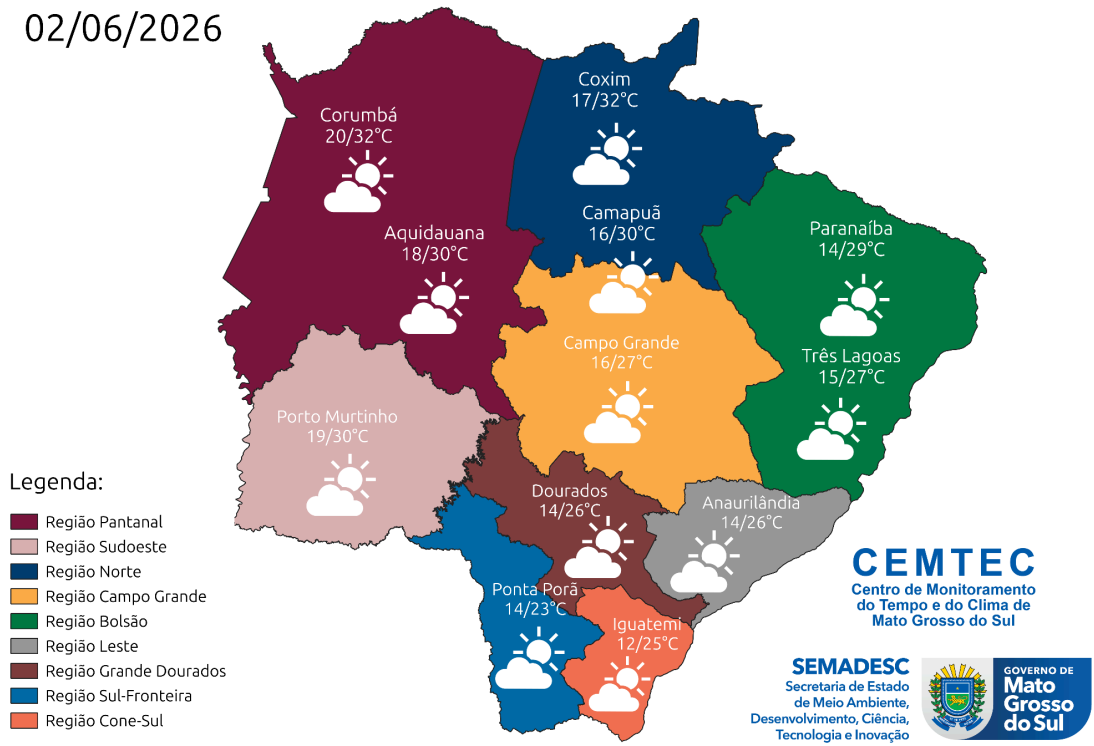 02/06/2026
Coxim
17/32°C
Corumbá
20/32°C
Camapuã
16/30°C
Paranaíba
14/29°C
Aquidauana
18/30°C
Campo Grande
16/27°C
Três Lagoas
15/27°C
Porto Murtinho
19/30°C
Dourados
14/26°C
Anaurilândia
14/26°C
Ponta Porã
14/23°C
Iguatemi
12/25°C
Legenda:
Região Pantanal
Região Sudoeste
Região Norte
Região Campo Grande
Região Bolsão
Região Leste
Região Grande Dourados
Região Sul-Fronteira
Região Cone-Sul
CEMTEC
Centro de Monitoramento
do Tempo e do Clima de
Mato Grosso do Sul
SEMADESC
Secretaria de Estado
de Meio Ambiente,
Desenvolvimento, Ciência,
Tecnologia e Inovação
GOVERNO DE
Mato
Grosso
do Sul